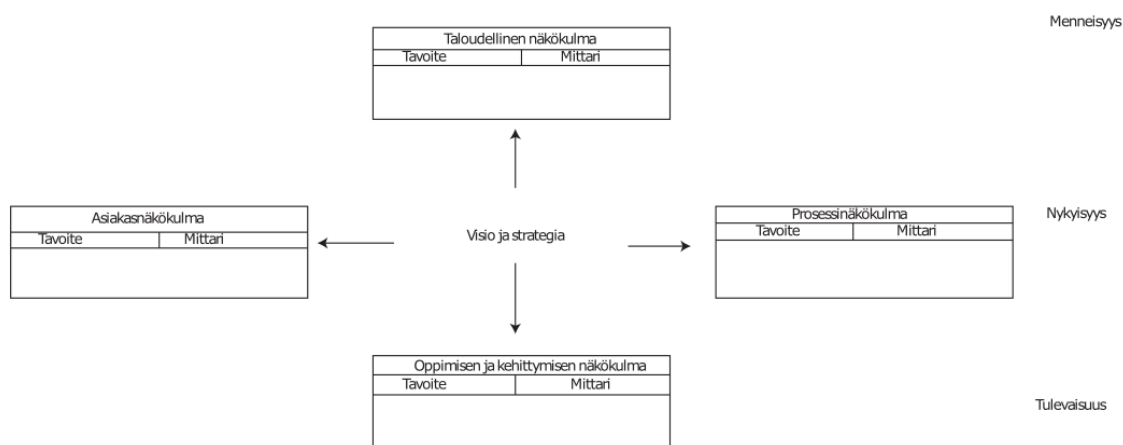 Menneisyys
Taloudellinen näkökulma
Tavoite Mittari
Asiakasnäkökulma
Tavoite Mittari
Visio ja strategia
Prosessinäkökulma
Tavoite Mittari
Nykyisyys
Oppimisen ja kehittymisen näkökulma
Tavoite Mittari
Tulevaisuus